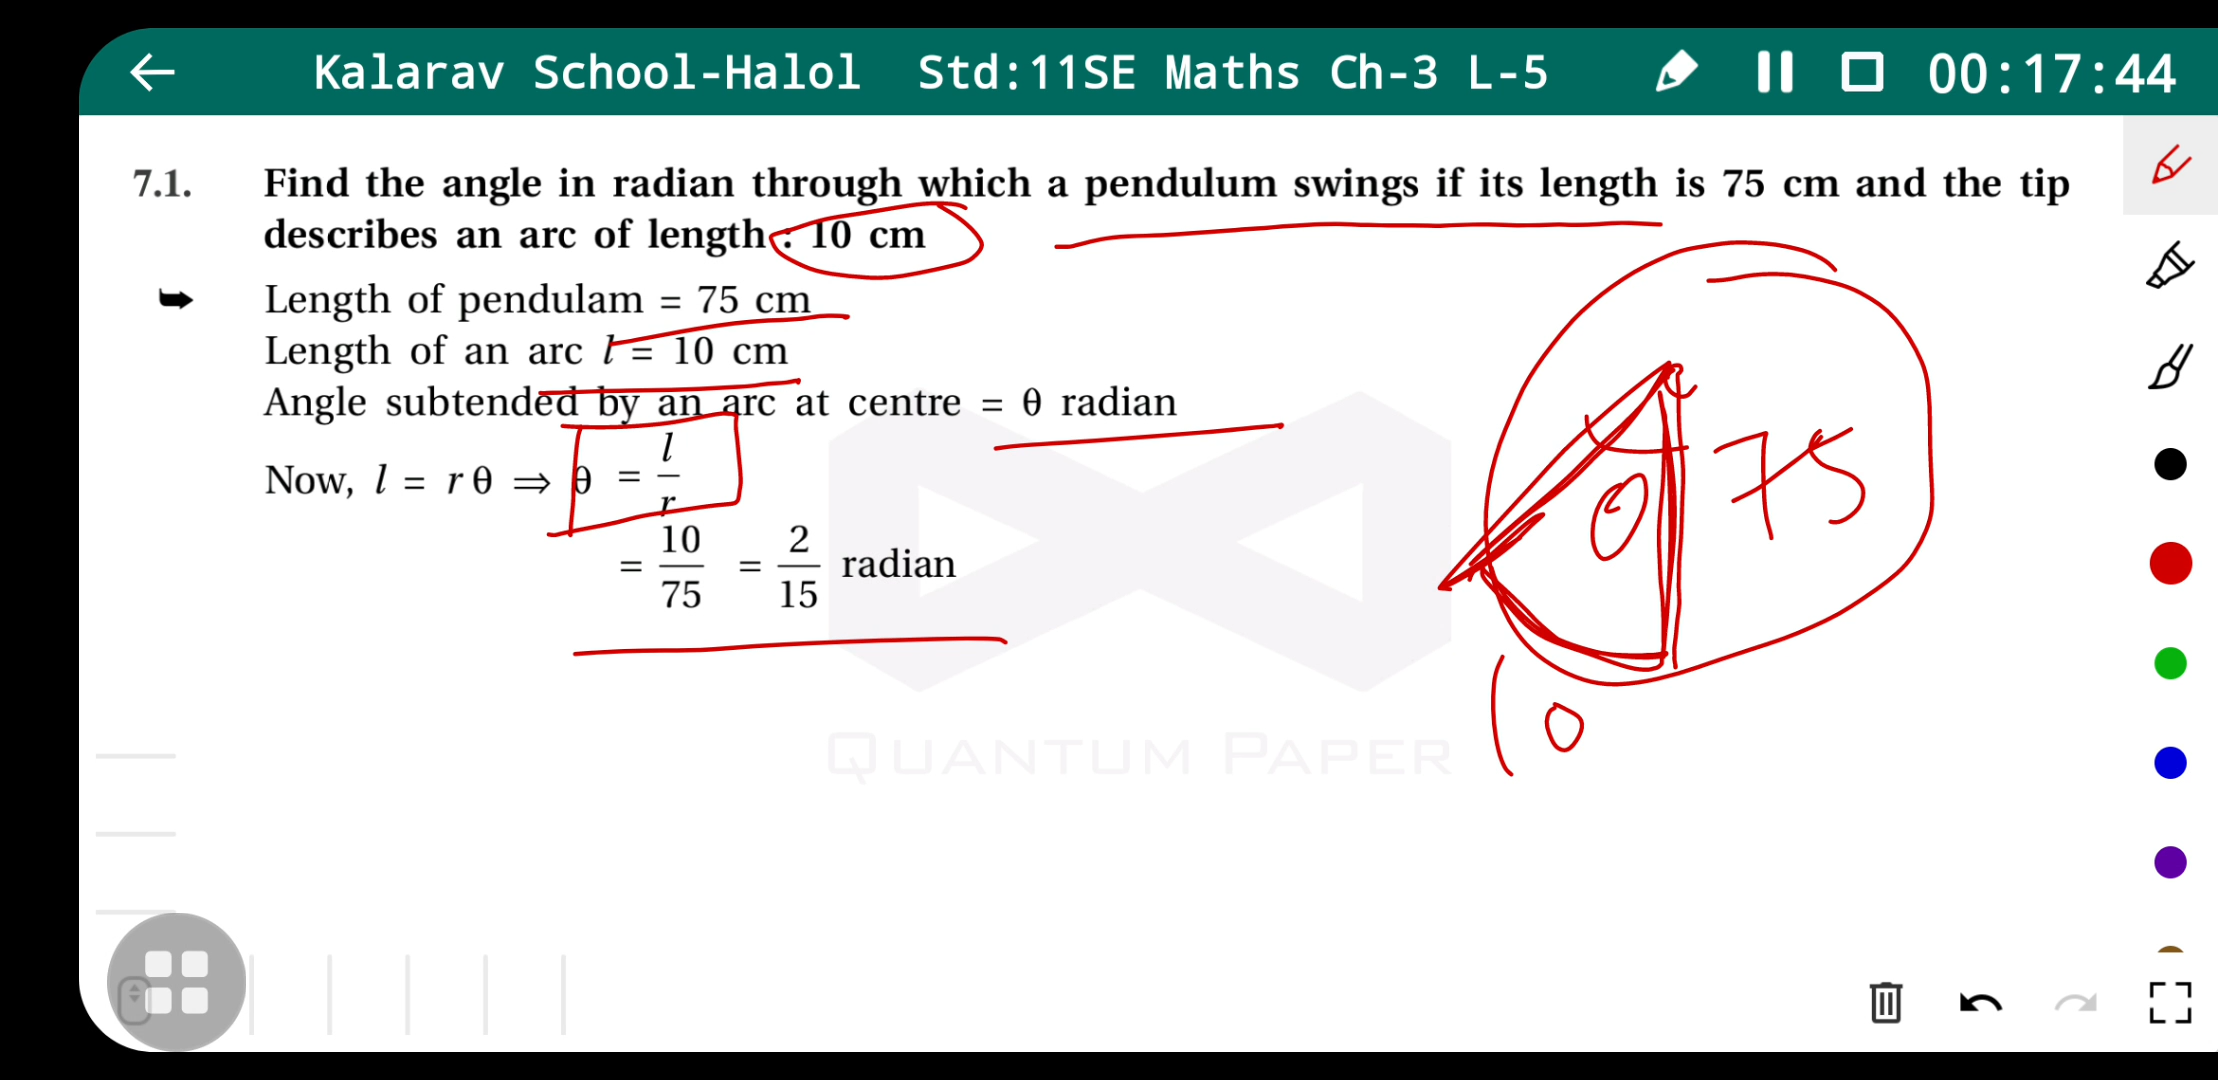 Kalarav School-Halol Std:11SE Maths Ch-3 L-5 00:17:44
7.1. Find the angle in radian through which a pendulum swings if its length is 75 cm and the tip
describes an arc of length : 10 cm
Length of pendulam = 75 cm
Length of an arc l = 10 cm
Angle subtended by an arc at centre = θ radian
Now, l = r θ ⇒ θ = l/r
= 10/75 = 2/15 radian
75
θ
10
QUANTUM PAPER